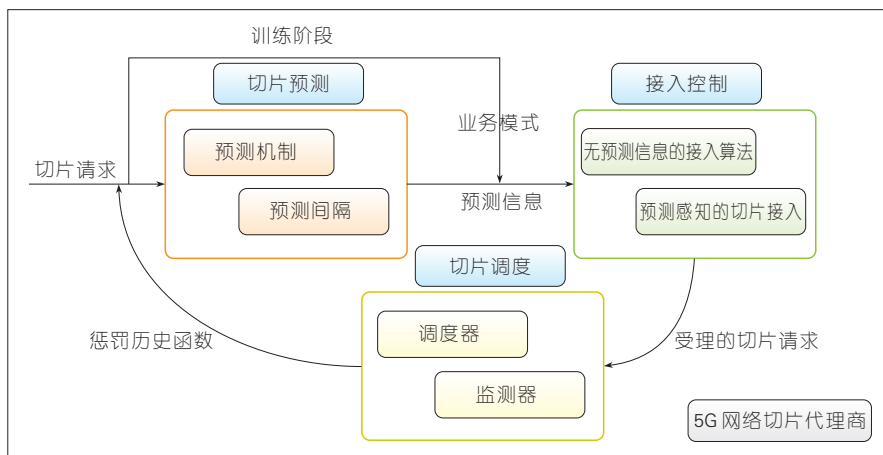 训练阶段
切片预测
接入控制
业务模式
预测机制
无预测信息的接入算法
切片请求
预测信息
预测间隔
预测感知的切片接入
切片调度
惩罚历史函数
调度器
受理的切片请求
监测器
5G 网络切片代理商